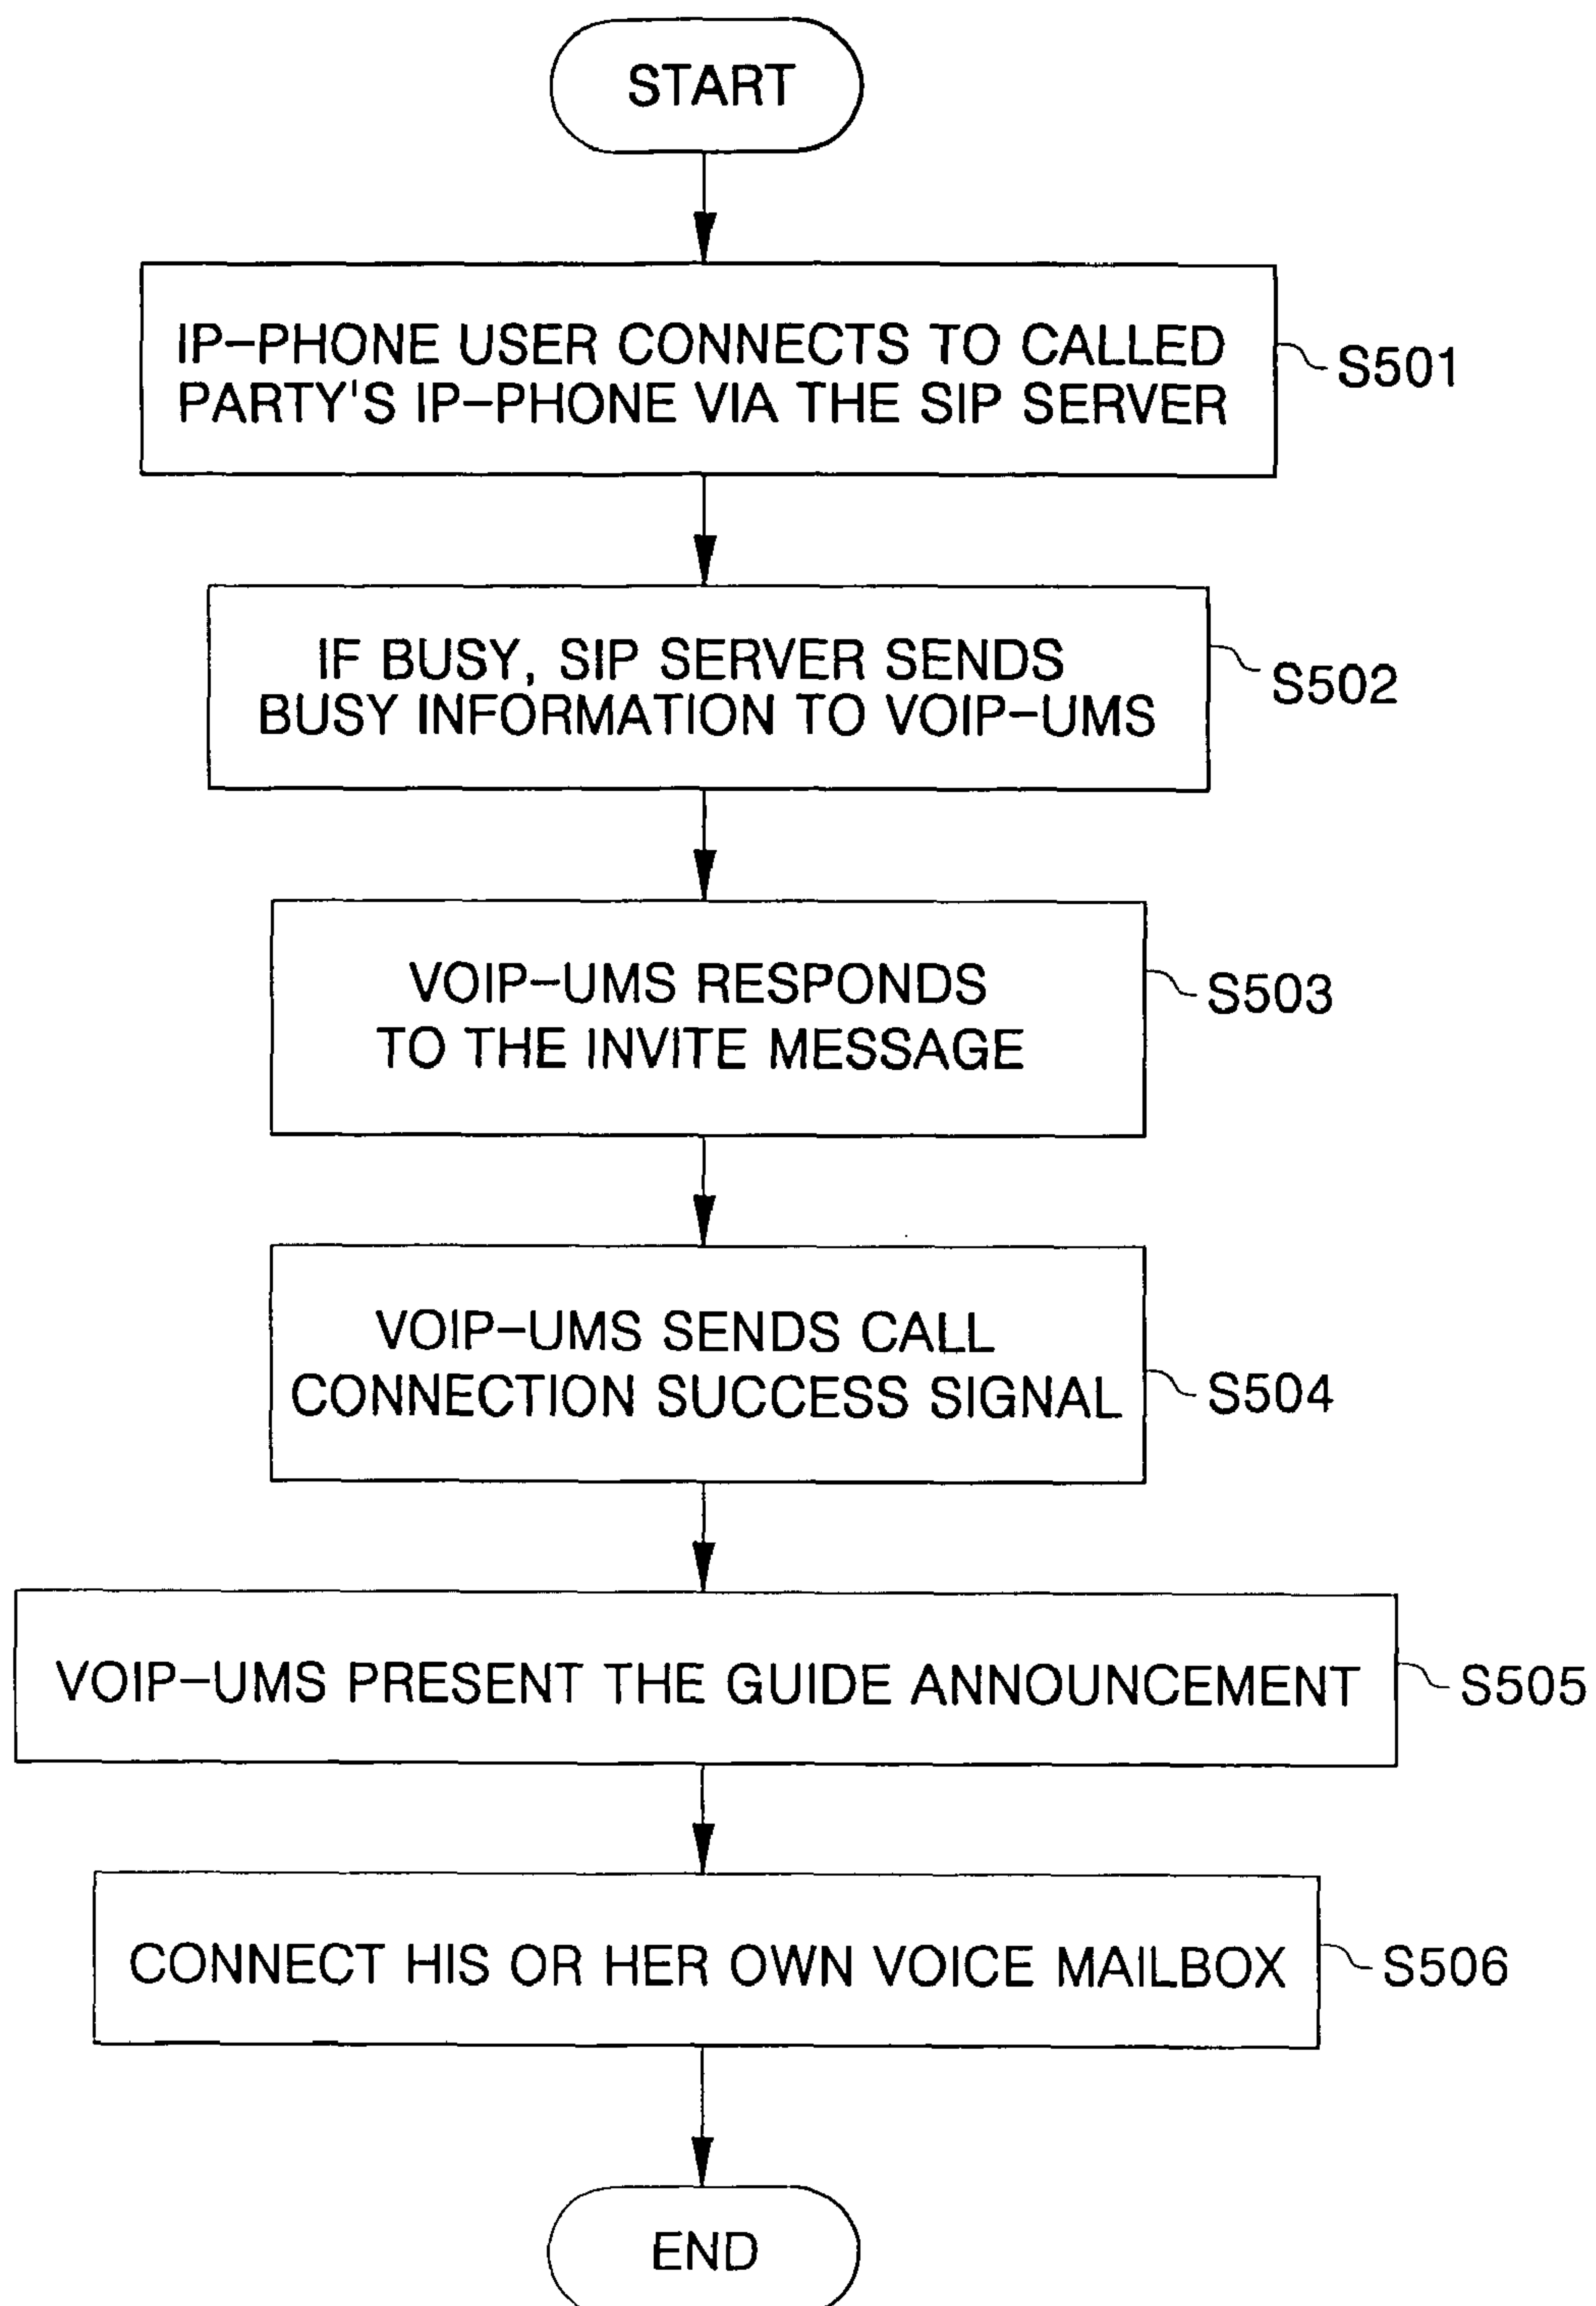 START
IP-PHONE USER CONNECTS TO CALLED
PARTY'S IP-PHONE VIA THE SIP SERVER
S501
IF BUSY, SIP SERVER SENDS
BUSY INFORMATION TO VOIP-UMS
S502
VOIP-UMS RESPONDS
TO THE INVITE MESSAGE
S503
VOIP-UMS SENDS CALL
CONNECTION SUCCESS SIGNAL
S504
VOIP-UMS PRESENT THE GUIDE ANNOUNCEMENT
S505
CONNECT HIS OR HER OWN VOICE MAILBOX
S506
END